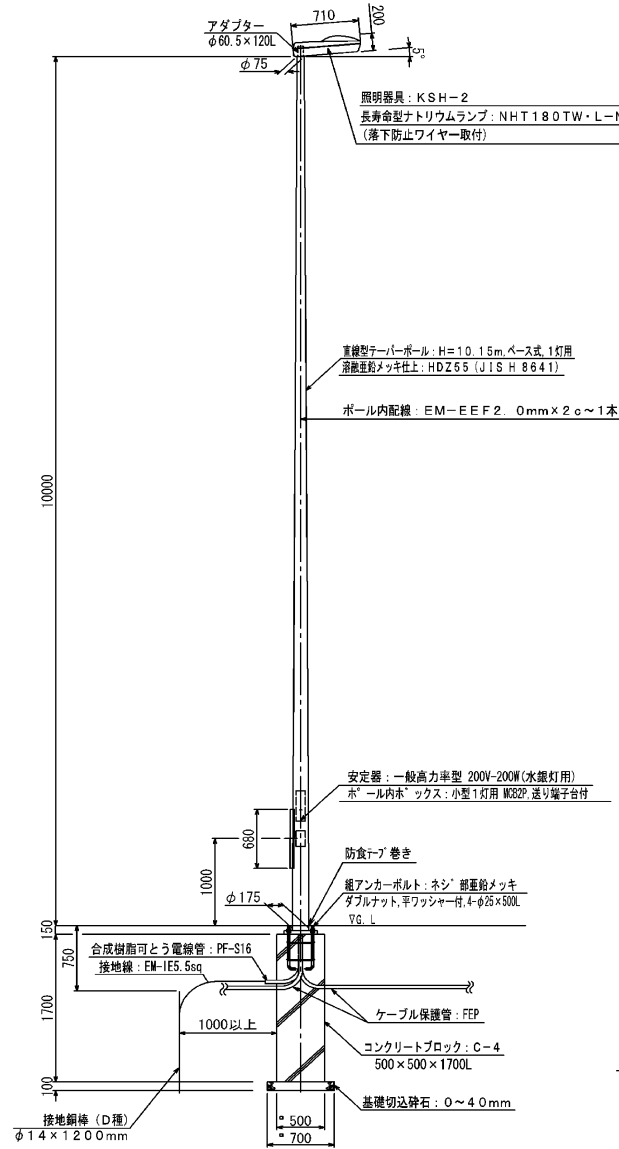 710
200
アダプター
φ60.5×120L
5°
φ75
照明器具:KSH-2
長寿命型ナトリウムランプ:NHT180TW・L-N
(落下防止ワイヤー取付)
直線型テーパーポール:H=10.15m,ベース式,1灯用
溶融亜鉛メッキ仕上:HDZ55(JIS H 8641)
ポール内配線:EM-EEF2.0mm×2c~1本
10000
安定器:一般高力率型 200V-200W(水銀灯用)
ポール内ボックス:小型1灯用 MCB2P,送り端子台付
680
1000
防食テープ巻き
φ175
組アンカーボルト:ネジ部亜鉛メッキ
ダブルナット,平ワッシャー付,4-φ25×500L
▽G.L
150
750
合成樹脂可とう電線管:PF-S16
接地線:EM-IE5.5sq
1700
1000以上
ケーブル保護管:FEP
コンクリートブロック:C-4
500×500×1700L
100
基礎切込砕石:0~40mm
接地銅棒(D種)
φ14×1200mm
□500
□700